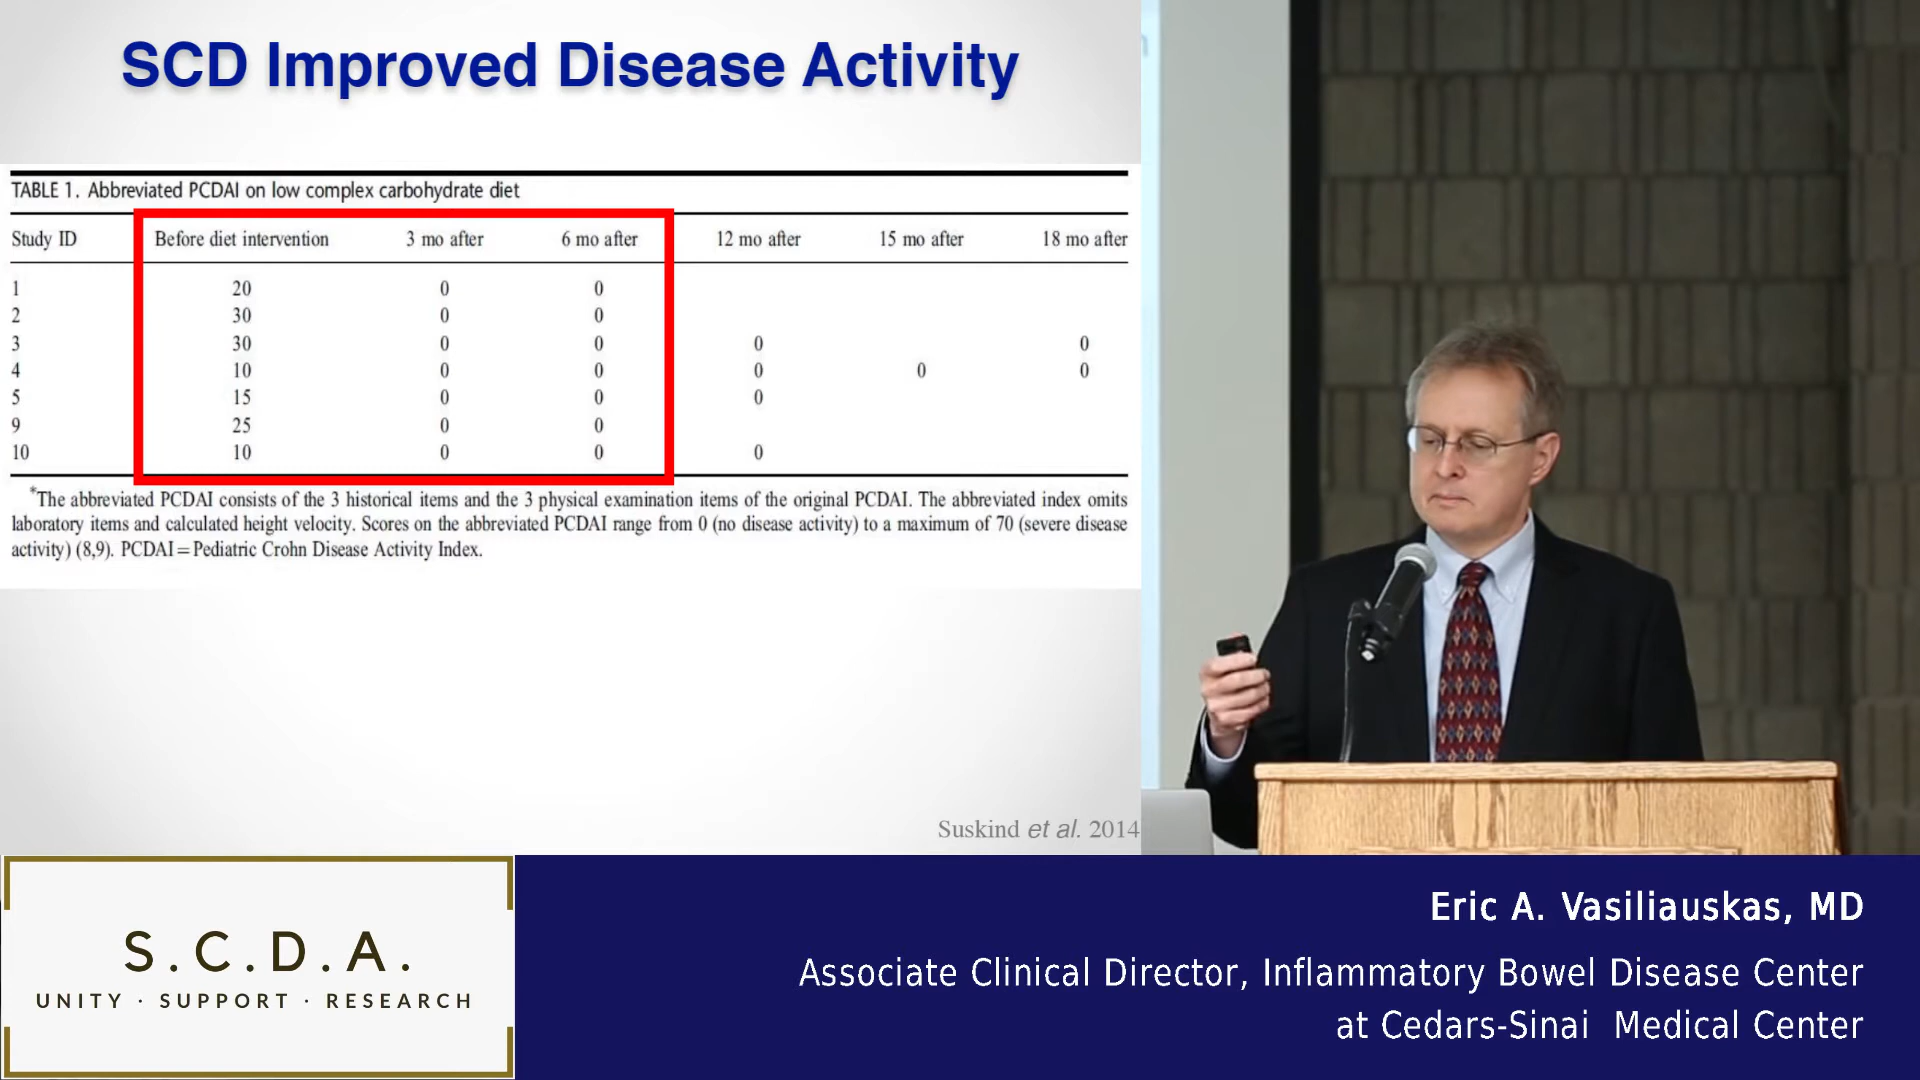 SCD Improved Disease Activity
TABLE 1. Abbreviated PCDAI on low complex carbohydrate diet
Study ID Before diet intervention 3 mo after 6 mo after 12 mo after 15 mo after 18 mo after
1 20 0 0
2 30 0 0
3 30 0 0 0 0
4 10 0 0 0 0 0
5 15 0 0 0
9 25 0 0
10 10 0 0 0
*The abbreviated PCDAI consists of the 3 historical items and the 3 physical examination items of the original PCDAI. The abbreviated index omits
laboratory items and calculated height velocity. Scores on the abbreviated PCDAI range from 0 (no disease activity) to a maximum of 70 (severe disease
activity) (8,9). PCDAI = Pediatric Crohn Disease Activity Index.
Suskind et al. 2014
S.C.D.A.
UNITY · SUPPORT · RESEARCH
Eric A. Vasiliauskas, MD
Associate Clinical Director, Inflammatory Bowel Disease Center
at Cedars-Sinai Medical Center